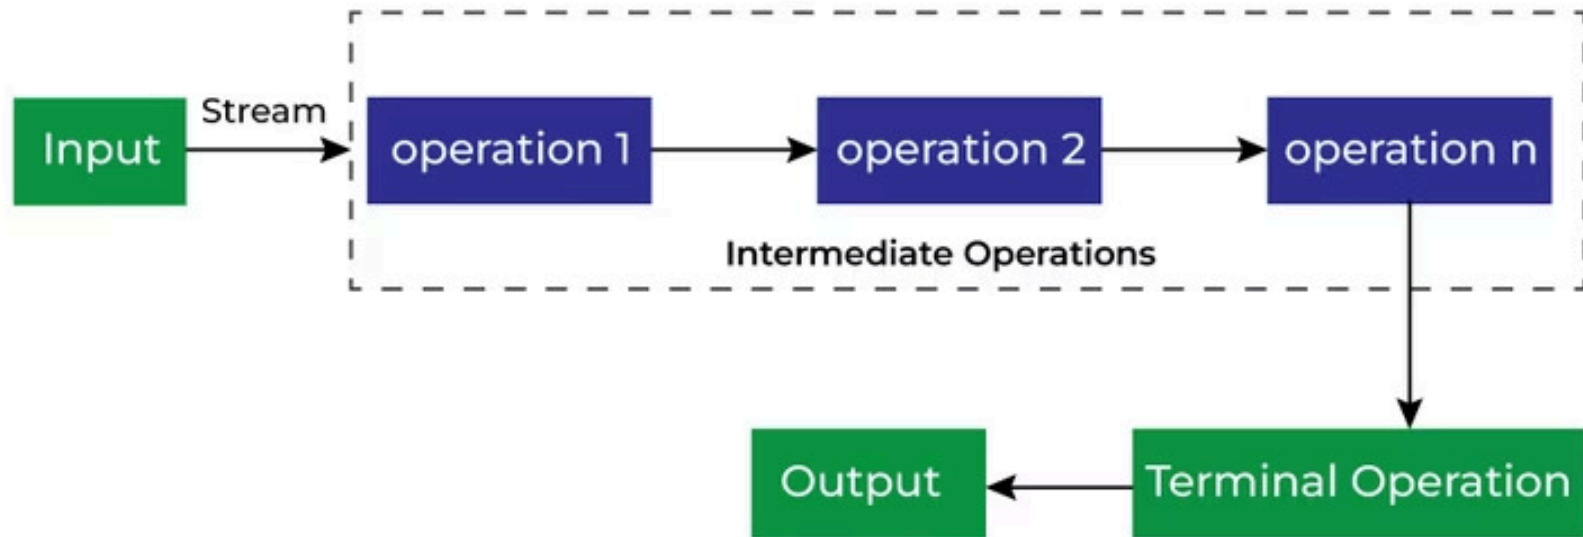 Stream
Input
operation 1
operation 2
operation n
Intermediate Operations
Output
Terminal Operation